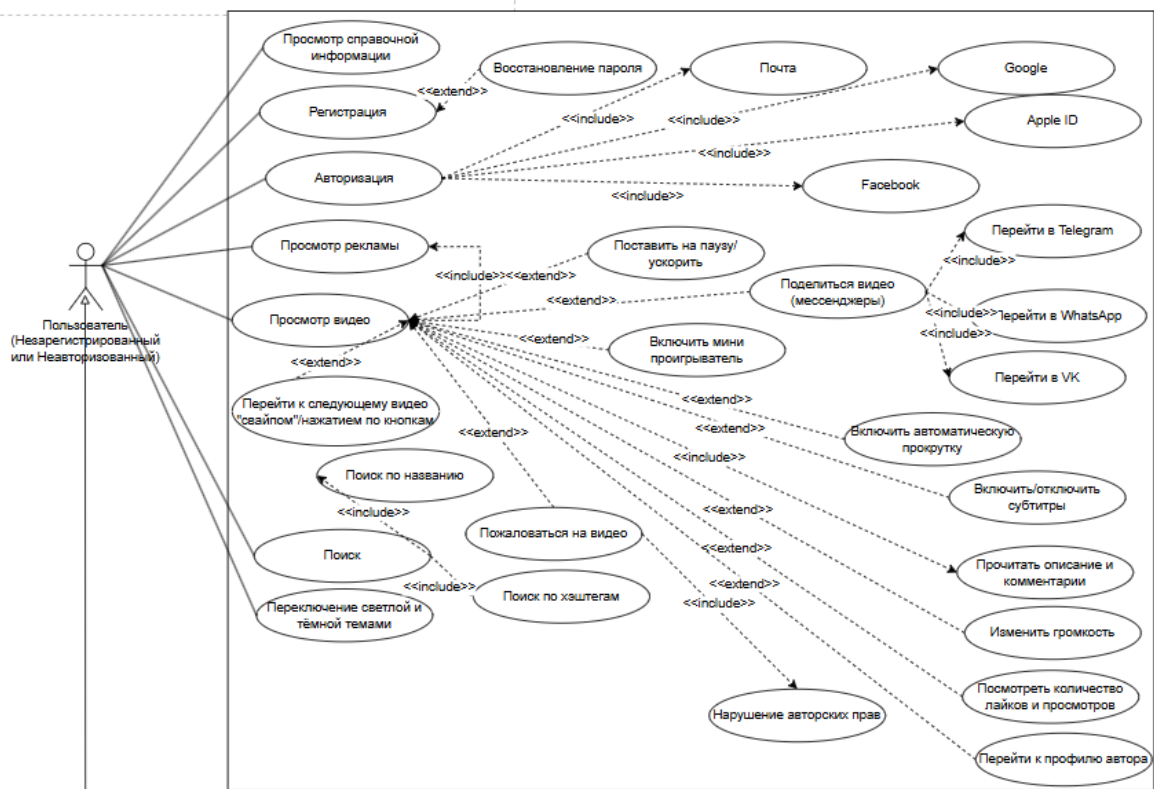 Просмотр справочной
информации
Восстановление пароля
Почта
Google
<<extend>>
Регистрация
<<include>>
<<include>>
Apple ID
<<include>>
Авторизация
Facebook
<<include>>
Просмотр рекламы
Поставить на паузу/
ускорить
Перейти в Telegram
<<include>>
<<extend>>
<<include>>
Поделиться видео
(мессенджеры)
<<extend>>
Просмотр видео
<<include>>
Перейти в WhatsApp
<<include>>
Пользователь
(Незарегистрированный
или Неавторизованный)
<<extend>>
Включить мини
проигрыватель
<<extend>>
Перейти в VK
Перейти к следующему видео
"свайпом"/нажатием по кнопкам
<<extend>>
<<extend>>
<<extend>>
Включить автоматическую
прокрутку
<<include>>
Поиск по названию
Включить/отключить
субтитры
<<include>>
<<extend>>
Пожаловаться на видео
<<extend>>
Поиск
Прочитать описание и
комментарии
<<include>>
<<extend>>
Поиск по хэштегам
<<include>>
Переключение светлой и
тёмной темами
Изменить громкость
Посмотреть количество
лайков и просмотров
Нарушение авторских прав
Перейти к профилю автора